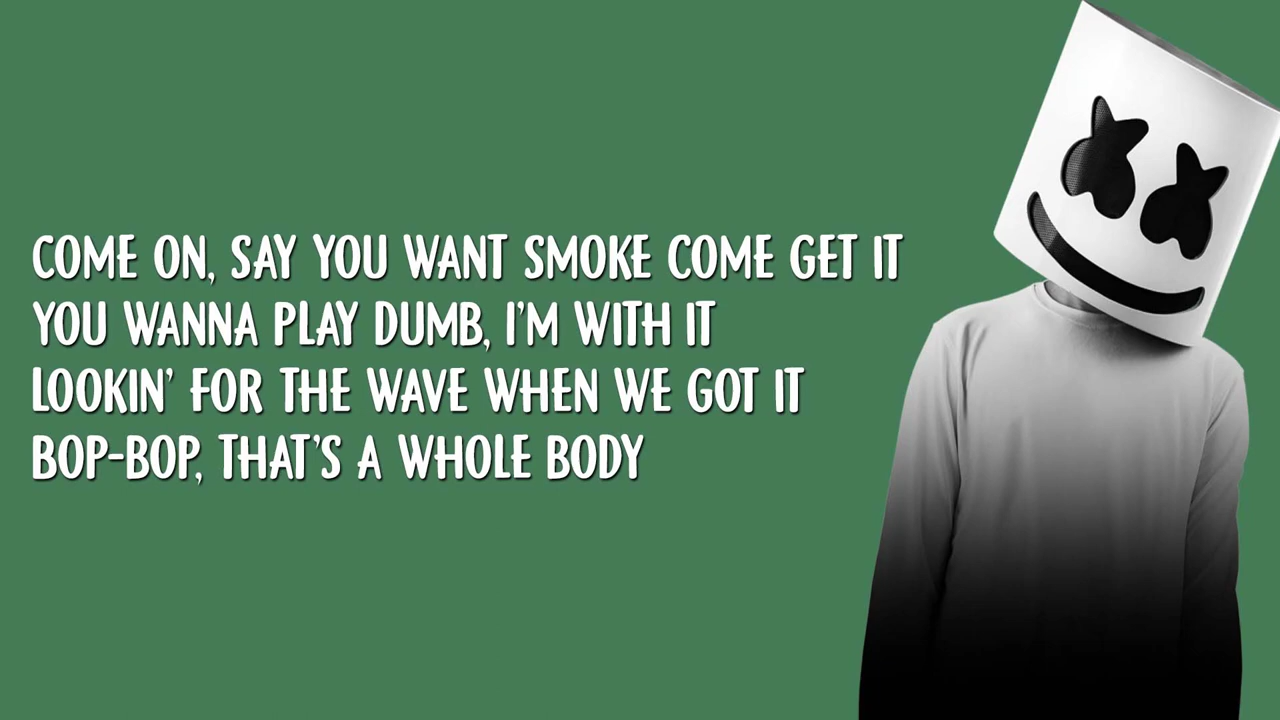 COME ON, SAY YOU WANT SMOKE COME GET IT
YOU WANNA PLAY DUMB, I'M WITH IT
LOOKIN' FOR THE WAVE WHEN WE GOT IT
BOP-BOP, THAT'S A WHOLE BODY